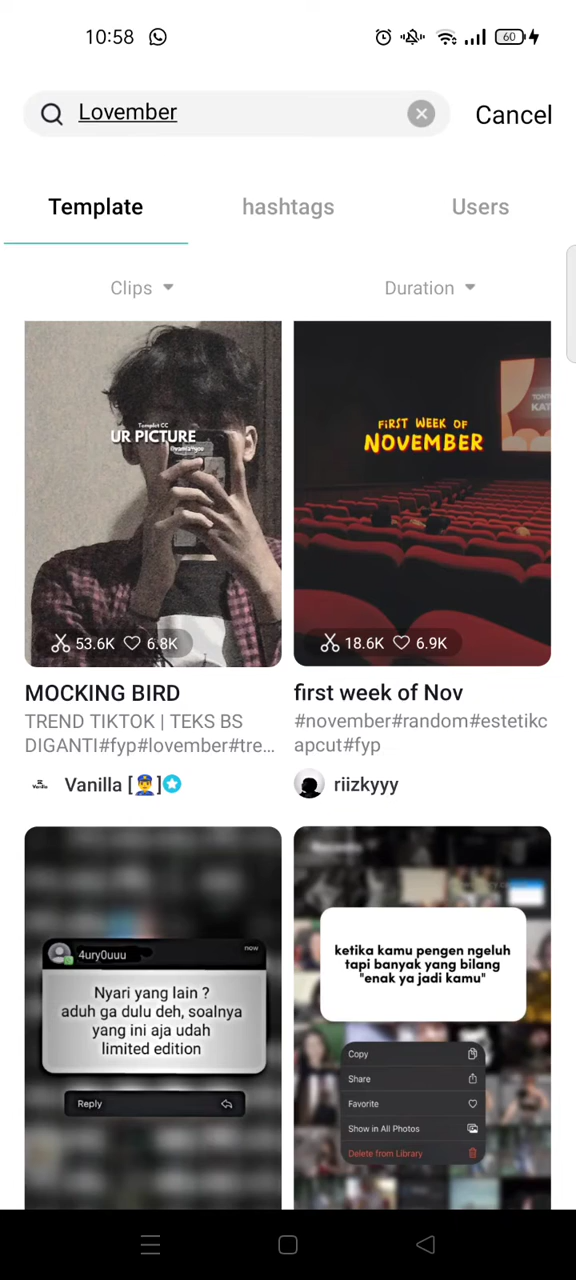 10:58
60
Lovember
Cancel
Template
hashtags
Users
Clips
Duration
Templat CC
UR PICTURE
FIRST WEEK OF
NOVEMBER
53.6K 6.8K
18.6K 6.9K
MOCKING BIRD
TREND TIKTOK | TEKS BS
DIGANTI#fyp#lovember#tre...
Vanilla [👮]
first week of Nov
#november#random#estetikc
apcut#fyp
riizkyyy
4ury0uuu
now
Nyari yang lain ?
aduh ga dulu deh, soalnya
yang ini aja udah
limited edition
Reply
ketika kamu pengen ngeluh
tapi banyak yang bilang
"enak ya jadi kamu"
Copy
Share
Favorite
Show in All Photos
Delete from Library